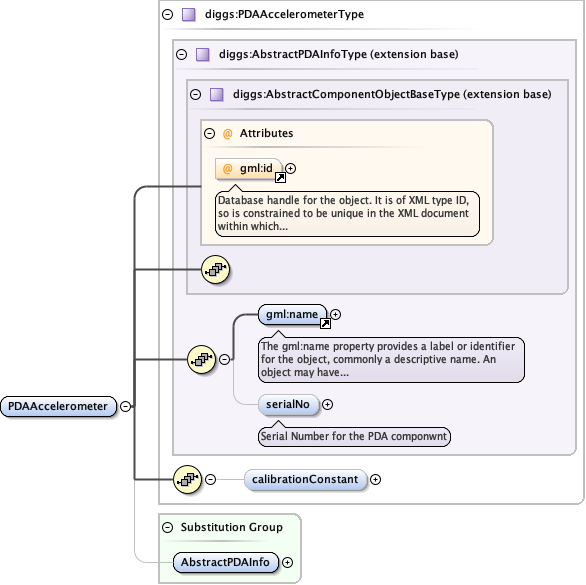 diggs:PDAAccelerometerType
diggs:AbstractPDAInfoType (extension base)
diggs:AbstractComponentObjectBaseType (extension base)
@ Attributes
@ gml:id
Database handle for the object. It is of XML type ID,
so is constrained to be unique in the XML document
within which...
gml:name
The gml:name property provides a label or identifier
for the object, commonly a descriptive name. An
object may have...
PDAAccelerometer
serialNo
Serial Number for the PDA componwnt
calibrationConstant
Substitution Group
AbstractPDAInfo